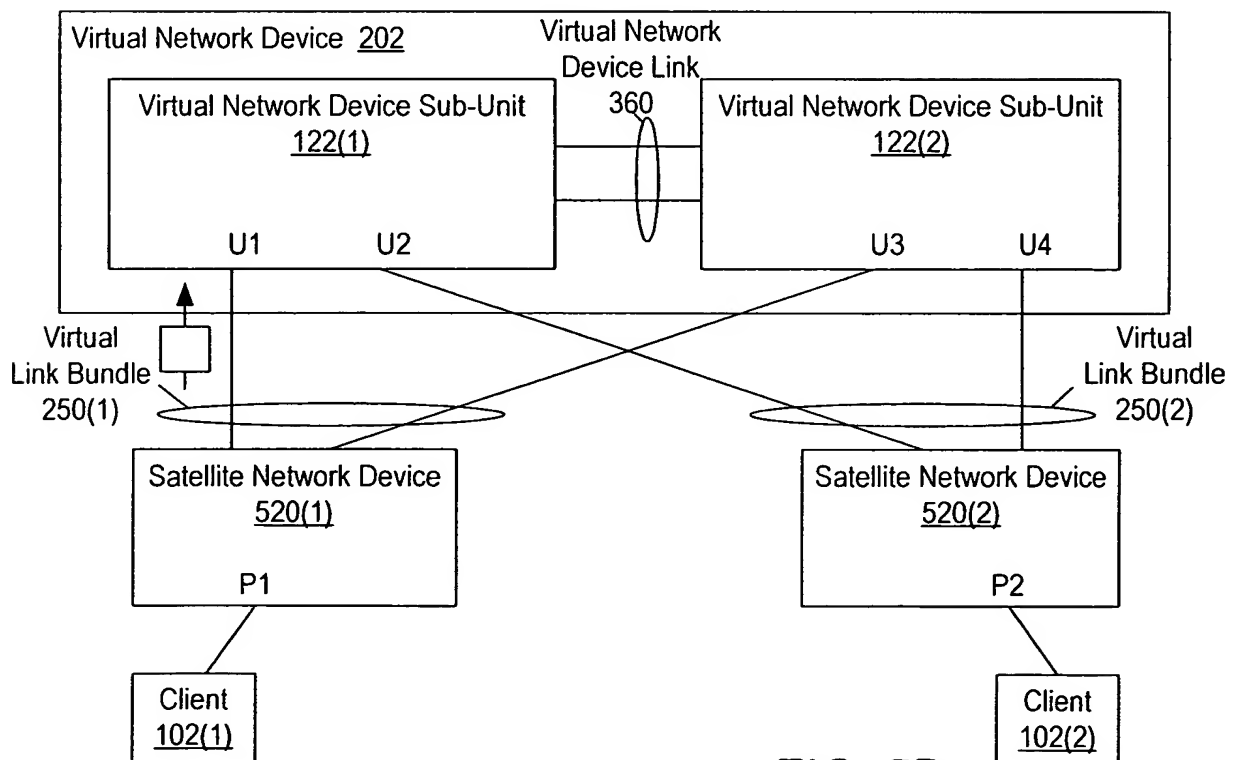 Virtual Network Device 202
Virtual Network
Device Link
360
Virtual Network Device Sub-Unit
122(1)
Virtual Network Device Sub-Unit
122(2)
U1
U2
U3
U4
Virtual
Link Bundle
250(1)
Virtual
Link Bundle
250(2)
Satellite Network Device
520(1)
Satellite Network Device
520(2)
P1
P2
Client
102(1)
Client
102(2)